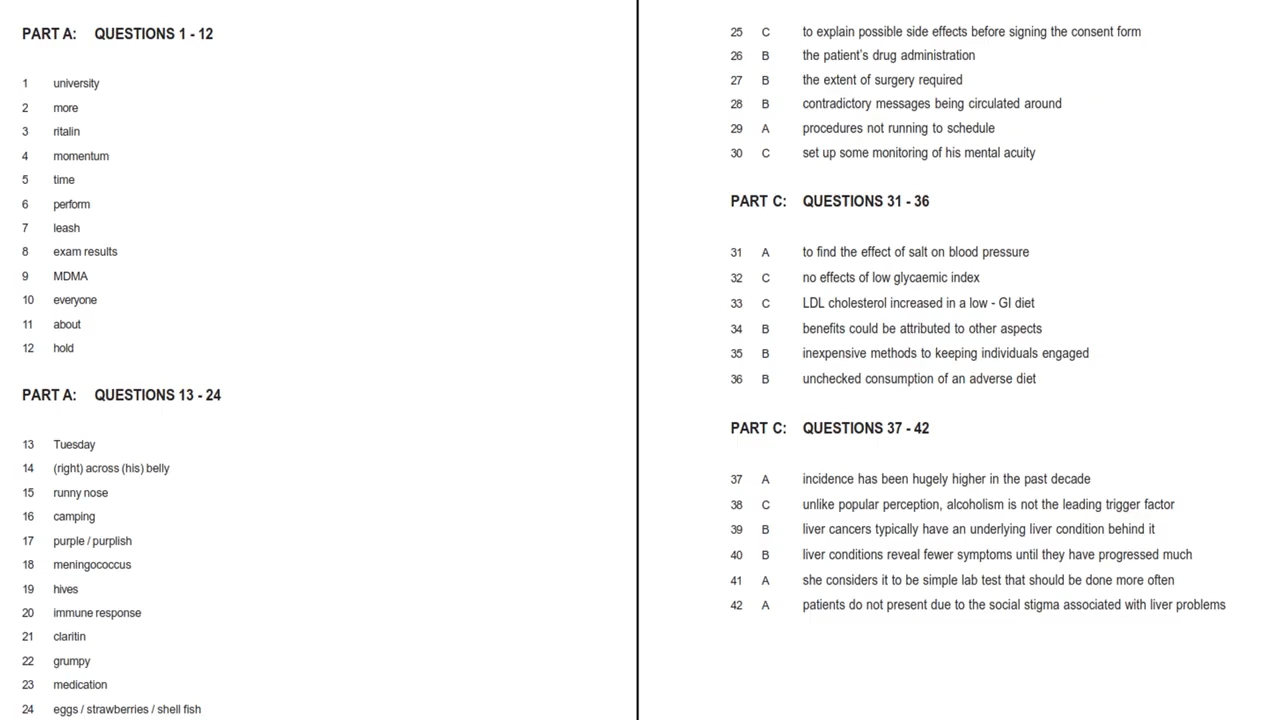 PART A: QUESTIONS 1 - 12
1 university
2 more
3 ritalin
4 momentum
5 time
6 perform
7 leash
8 exam results
9 MDMA
10 everyone
11 about
12 hold
PART A: QUESTIONS 13 - 24
13 Tuesday
14 (right) across (his) belly
15 runny nose
16 camping
17 purple / purplish
18 meningococcus
19 hives
20 immune response
21 claritin
22 grumpy
23 medication
24 eggs / strawberries / shell fish
25 C to explain possible side effects before signing the consent form
26 B the patient's drug administration
27 B the extent of surgery required
28 B contradictory messages being circulated around
29 A procedures not running to schedule
30 C set up some monitoring of his mental acuity
PART C: QUESTIONS 31 - 36
31 A to find the effect of salt on blood pressure
32 C no effects of low glycaemic index
33 C LDL cholesterol increased in a low - GI diet
34 B benefits could be attributed to other aspects
35 B inexpensive methods to keeping individuals engaged
36 B unchecked consumption of an adverse diet
PART C: QUESTIONS 37 - 42
37 A incidence has been hugely higher in the past decade
38 C unlike popular perception, alcoholism is not the leading trigger factor
39 B liver cancers typically have an underlying liver condition behind it
40 B liver conditions reveal fewer symptoms until they have progressed much
41 A she considers it to be simple lab test that should be done more often
42 A patients do not present due to the social stigma associated with liver problems